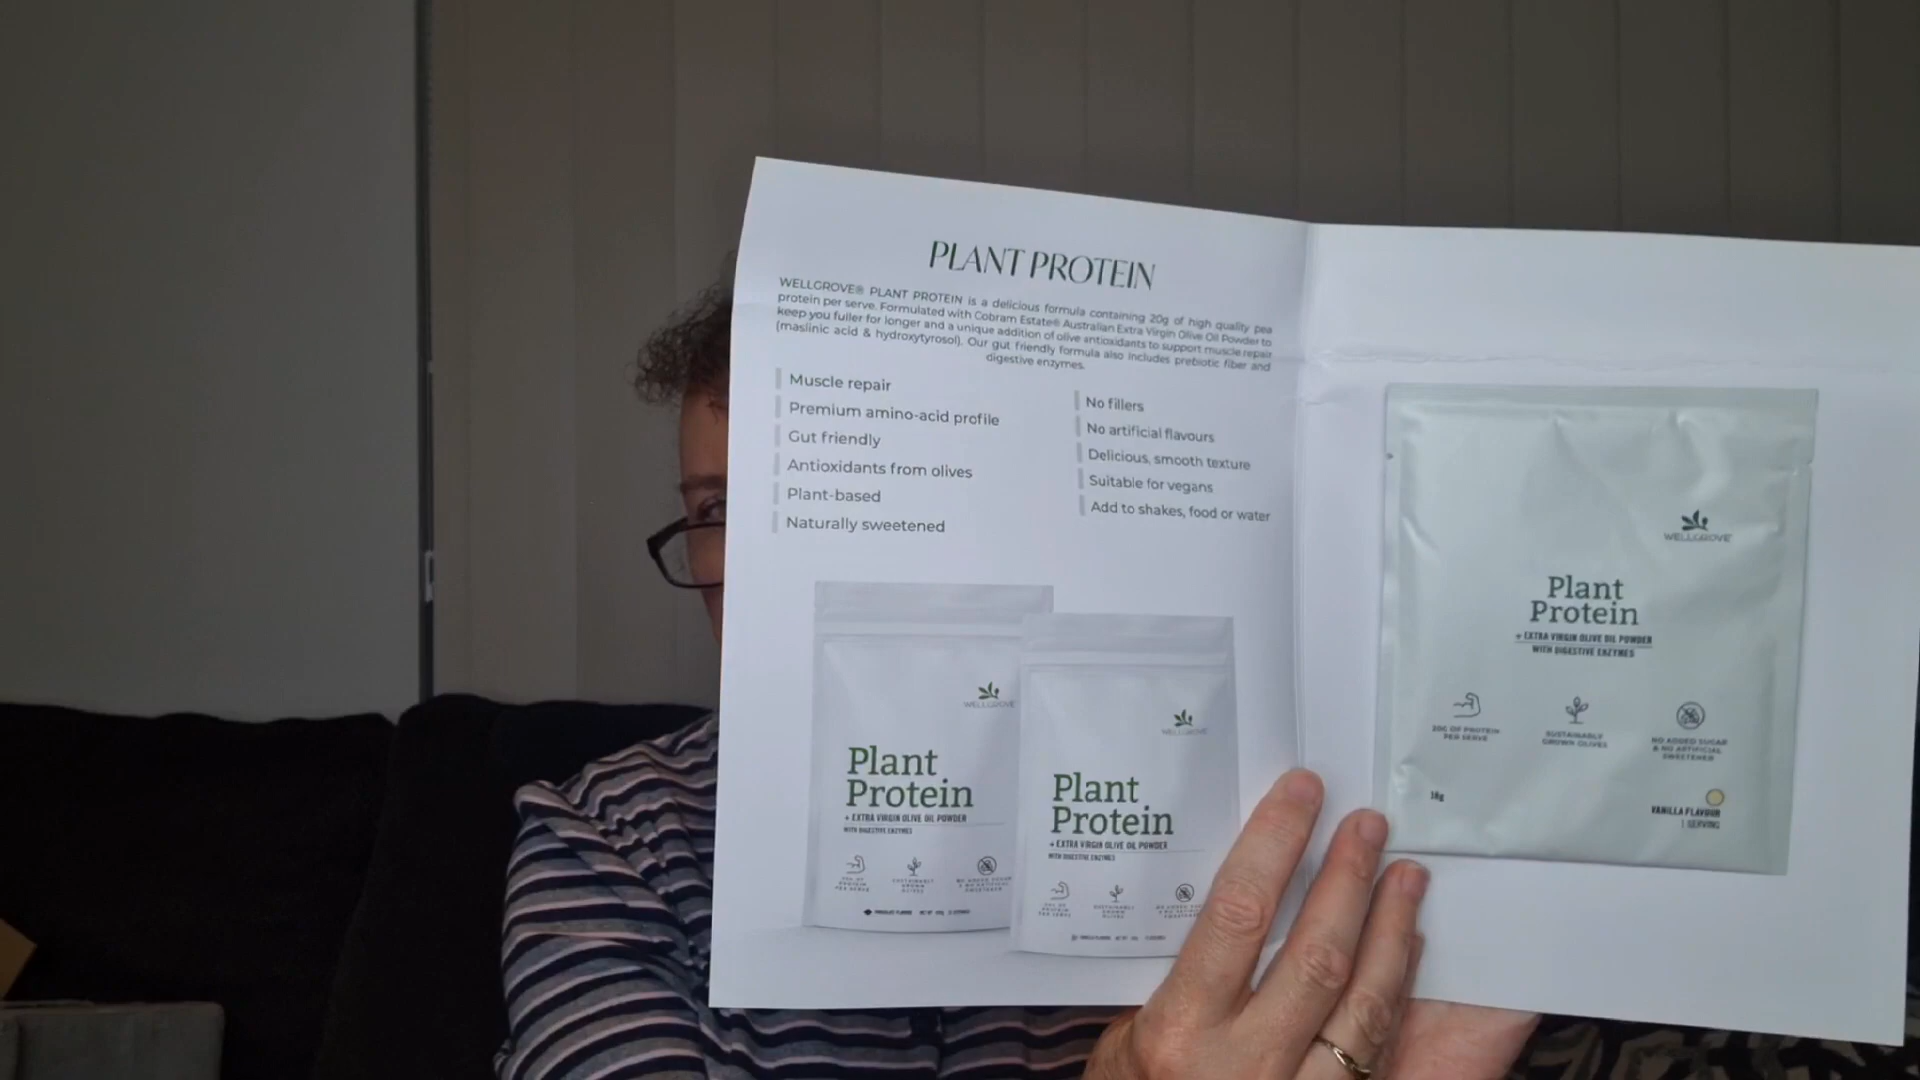 PLANT PROTEIN
WELLGROVE® PLANT PROTEIN is a delicious formula containing 20g of high quality pea
protein per serve. Formulated with Cobram Estate® Australian Extra Virgin Olive Oil Powder to
keep you fuller for longer and a unique addition of olive antioxidants to support muscle repair
(maslinic acid & hydroxytyrosol). Our gut friendly formula also includes prebiotic fiber and
digestive enzymes.
Muscle repair
Premium amino-acid profile
Gut friendly
Antioxidants from olives
Plant-based
Naturally sweetened
No fillers
No artificial flavours
Delicious, smooth texture
Suitable for vegans
Add to shakes, food or water
WELLGROVE
Plant
Protein
+ EXTRA VIRGIN OLIVE OIL POWDER
WITH DIGESTIVE ENZYMES
SUSTAINABLY
GROWN
OLIVES
WELLGROVE
Plant
Protein
+ EXTRA VIRGIN OLIVE OIL POWDER
WITH DIGESTIVE ENZYMES
SUSTAINABLY
GROWN
OLIVES
WELLGROVE
Plant
Protein
+ EXTRA VIRGIN OLIVE OIL POWDER
WITH DIGESTIVE ENZYMES
20G OF PROTEIN
PER SERVE
SUSTAINABLY
GROWN OLIVES
NO ADDED SUGAR
& NO ARTIFICIAL
SWEETENER
VANILLA FLAVOUR
1 SERVING